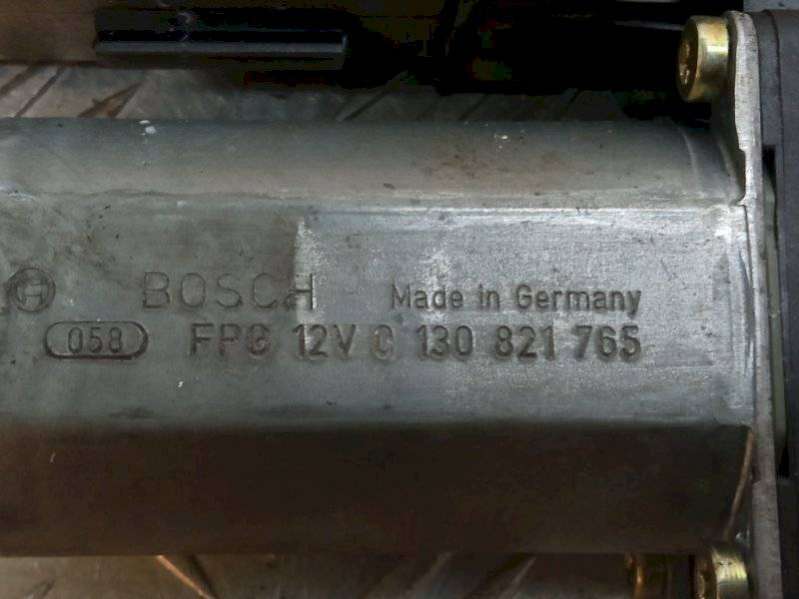 BOSCH Made in Germany
058 FPG 12V 0 130 821 765